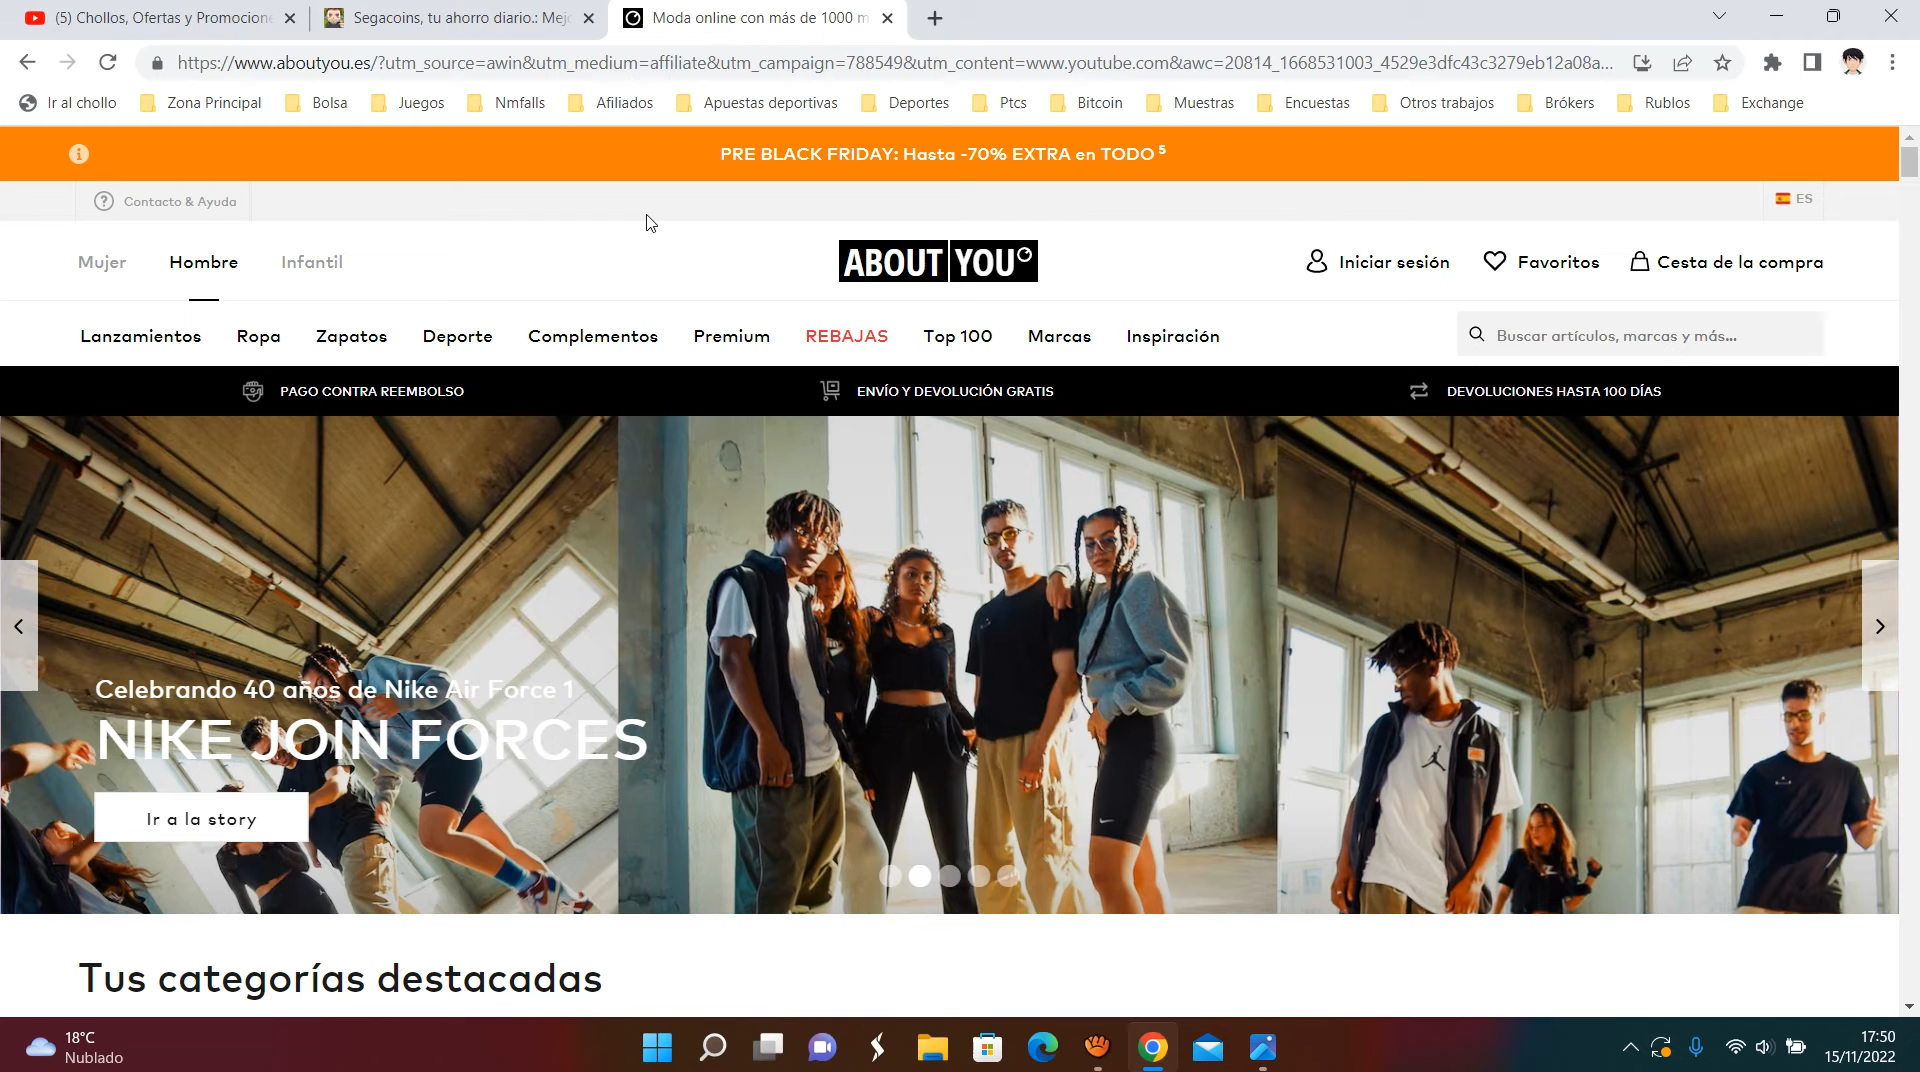 (5) Chollos, Ofertas y Promocione
Segacoins, tu ahorro diario.: Mejo
Moda online con más de 1000 m
https://www.aboutyou.es/?utm_source=awin&utm_medium=affiliate&utm_campaign=788549&utm_content=www.youtube.com&awc=20814_1668531003_4529e3dfc43c3279eb12a08a...
Ir al chollo
Zona Principal
Bolsa
Juegos
Nmfalls
Afiliados
Apuestas deportivas
Deportes
Ptcs
Bitcoin
Muestras
Encuestas
Otros trabajos
Brókers
Rublos
Exchange
PRE BLACK FRIDAY: Hasta -70% EXTRA en TODO 5
Contacto & Ayuda
ES
Mujer
Hombre
Infantil
ABOUT YOU
Iniciar sesión
Favoritos
Cesta de la compra
Lanzamientos
Ropa
Zapatos
Deporte
Complementos
Premium
REBAJAS
Top 100
Marcas
Inspiración
Buscar artículos, marcas y más...
PAGO CONTRA REEMBOLSO
ENVÍO Y DEVOLUCIÓN GRATIS
DEVOLUCIONES HASTA 100 DÍAS
Celebrando 40 años de Nike Air Force 1
NIKE JOIN FORCES
Ir a la story
Tus categorías destacadas
18°C
Nublado
17:50
15/11/2022